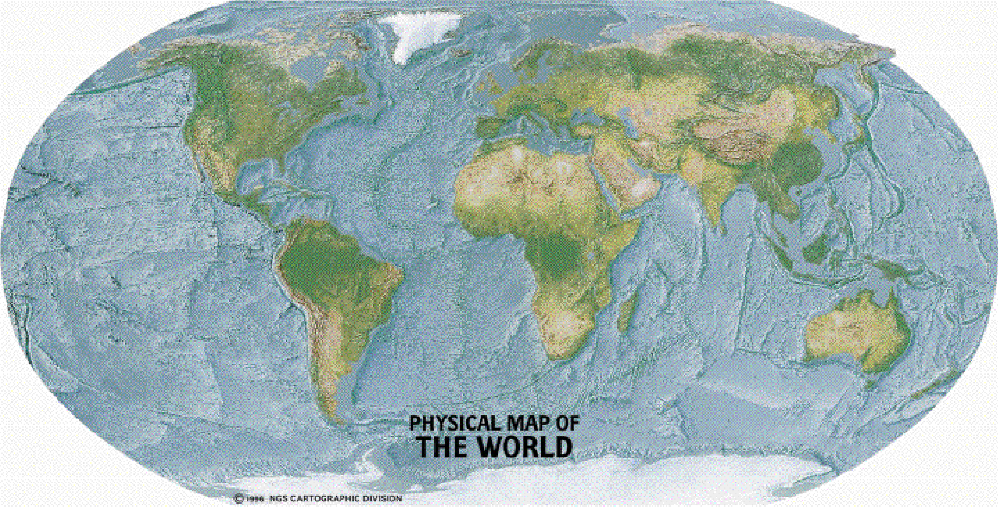 PHYSICAL MAP OF
THE WORLD
© 1996 NGS CARTOGRAPHIC DIVISION